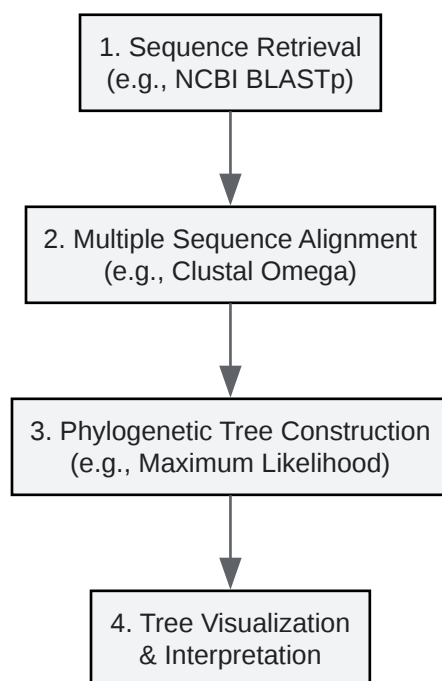 1. Sequence Retrieval
(e.g., NCBI BLASTp)
2. Multiple Sequence Alignment
(e.g., Clustal Omega)
3. Phylogenetic Tree Construction
(e.g., Maximum Likelihood)
4. Tree Visualization
& Interpretation